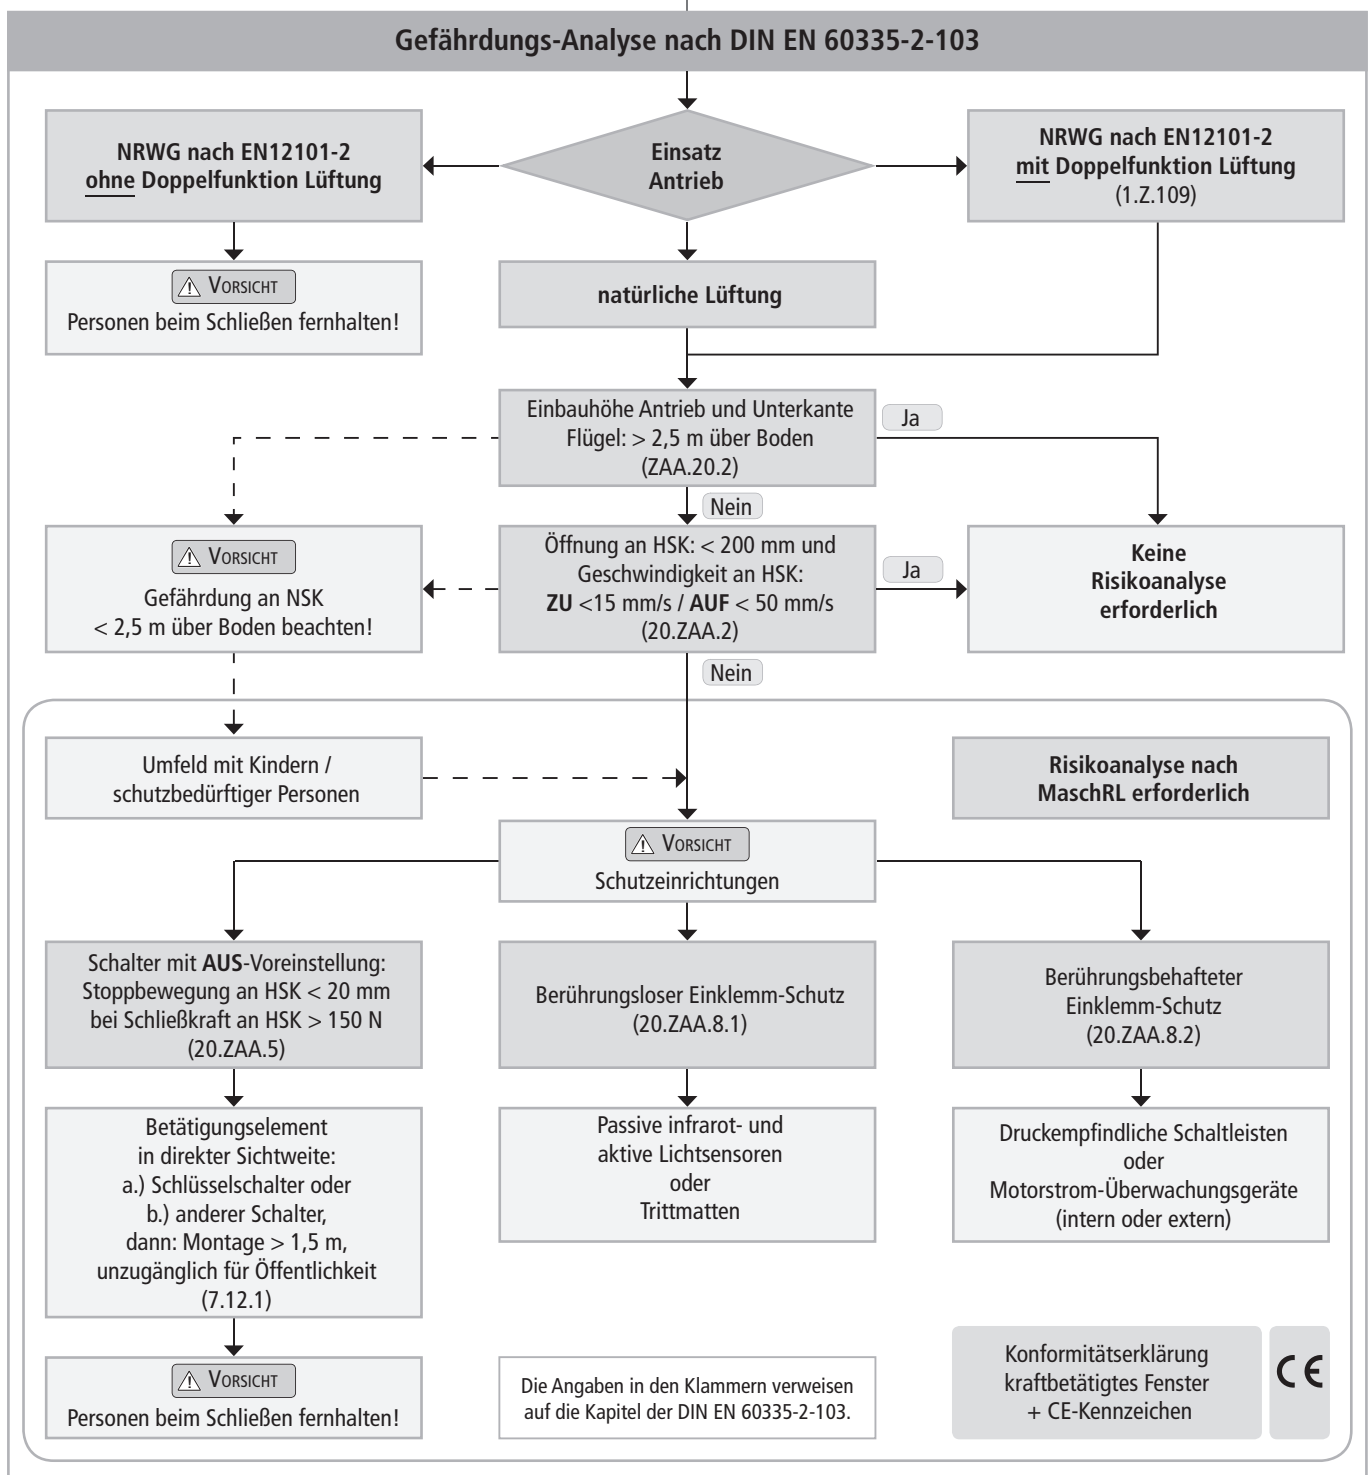 Gefährdungs-Analyse nach DIN EN 60335-2-103
NRWG nach EN12101-2
ohne Doppelfunktion Lüftung
Einsatz
Antrieb
NRWG nach EN12101-2
mit Doppelfunktion Lüftung
(1.Z.109)
VORSICHT
Personen beim Schließen fernhalten!
natürliche Lüftung
Einbauhöhe Antrieb und Unterkante
Flügel: > 2,5 m über Boden
(ZAA.20.2)
Ja
Nein
VORSICHT
Gefährdung an NSK
< 2,5 m über Boden beachten!
Öffnung an HSK: < 200 mm und
Geschwindigkeit an HSK:
ZU <15 mm/s / AUF < 50 mm/s
(20.ZAA.2)
Ja
Keine
Risikoanalyse
erforderlich
Nein
Umfeld mit Kindern /
schutzbedürftiger Personen
Risikoanalyse nach
MaschRL erforderlich
VORSICHT
Schutzeinrichtungen
Schalter mit AUS-Voreinstellung:
Stoppbewegung an HSK < 20 mm
bei Schließkraft an HSK > 150 N
(20.ZAA.5)
Berührungsloser Einklemm-Schutz
(20.ZAA.8.1)
Berührungsbehafteter
Einklemm-Schutz
(20.ZAA.8.2)
Betätigungselement
in direkter Sichtweite:
a.) Schlüsselschalter oder
b.) anderer Schalter,
dann: Montage > 1,5 m,
unzugänglich für Öffentlichkeit
(7.12.1)
Passive infrarot- und
aktive Lichtsensoren
oder
Trittmatten
Druckempfindliche Schaltleisten
oder
Motorstrom-Überwachungsgeräte
(intern oder extern)
VORSICHT
Personen beim Schließen fernhalten!
Die Angaben in den Klammern verweisen
auf die Kapitel der DIN EN 60335-2-103.
Konformitätserklärung
kraftbetätigtes Fenster
+ CE-Kennzeichen
CE